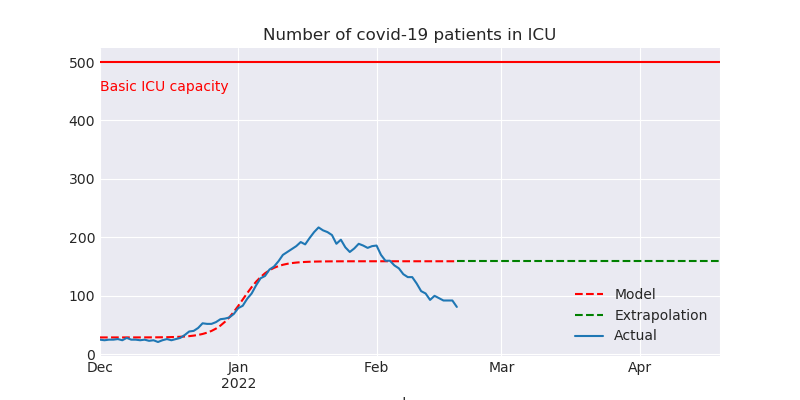 Number of covid-19 patients in ICU
500
Basic ICU capacity
400
300
200
100
0
Model
Extrapolation
Actual
Dec
Jan
2022
Feb
Mar
Apr